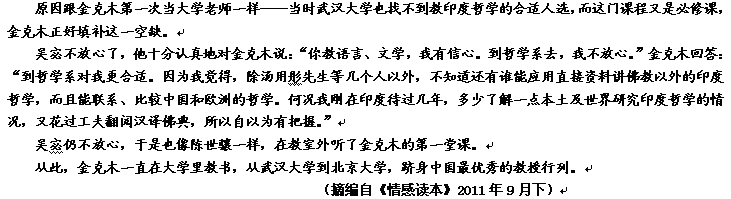 原因跟金克木第一次当大学老师一样——当时武汉大学也找不到教印度哲学的合适人选,而这门课程又是必修课,
金克木正好填补这一空缺。
吴宓不放心了,他十分认真地对金克木说:“你教语言、文学,我有信心。到哲学系去,我不放心。”金克木回答:
“到哲学系对我更合适。因为我觉得,除汤用彤先生等几个人以外,不知道还有谁能应用直接资料讲佛教以外的印度
哲学,而且能联系、比较中国和欧洲的哲学。何况我刚在印度待过几年,多少了解一点本土及世界研究印度哲学的情
况,又花过工夫翻阅汉译佛典,所以自以为有把握。”
吴宓仍不放心,于是也像陈世骧一样,在教室外听了金克木的第一堂课。
从此,金克木一直在大学里教书,从武汉大学到北京大学,跻身中国最优秀的教授行列。
(摘编自《情感读本》2011年9月下)